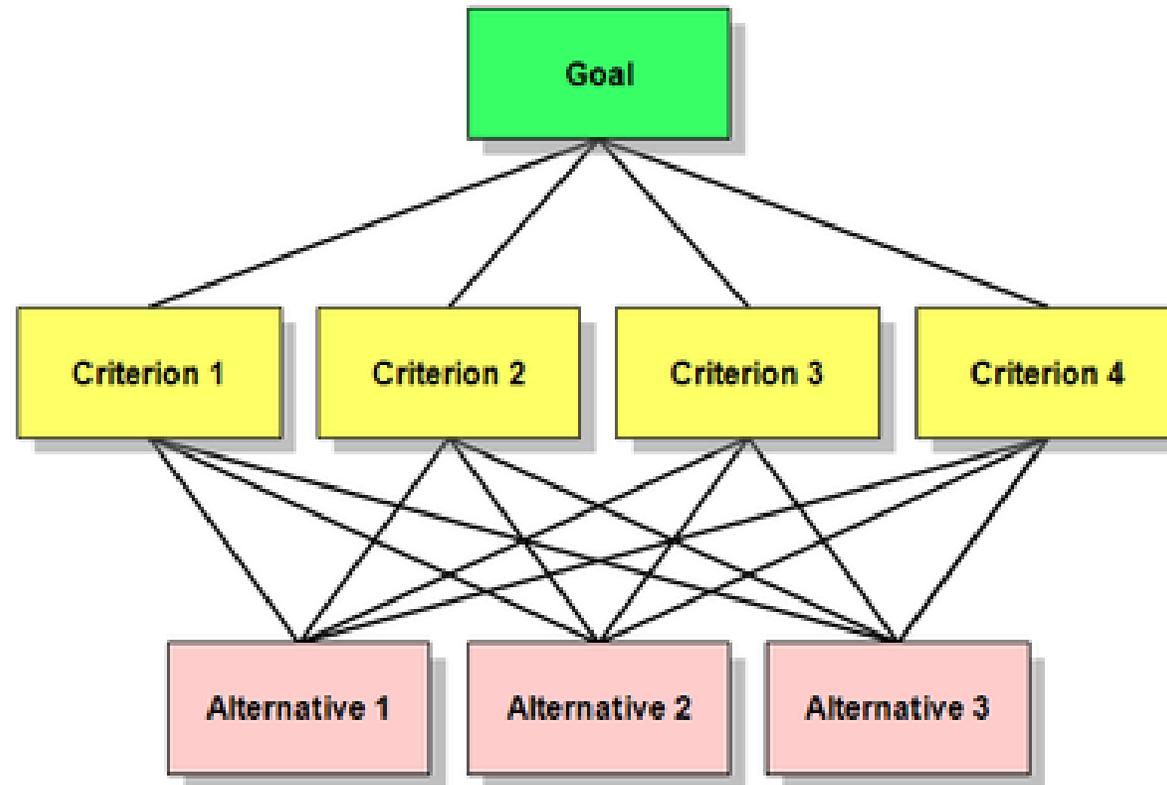 Goal
Criterion 1
Criterion 2
Criterion 3
Criterion 4
Alternative 1
Alternative 2
Alternative 3